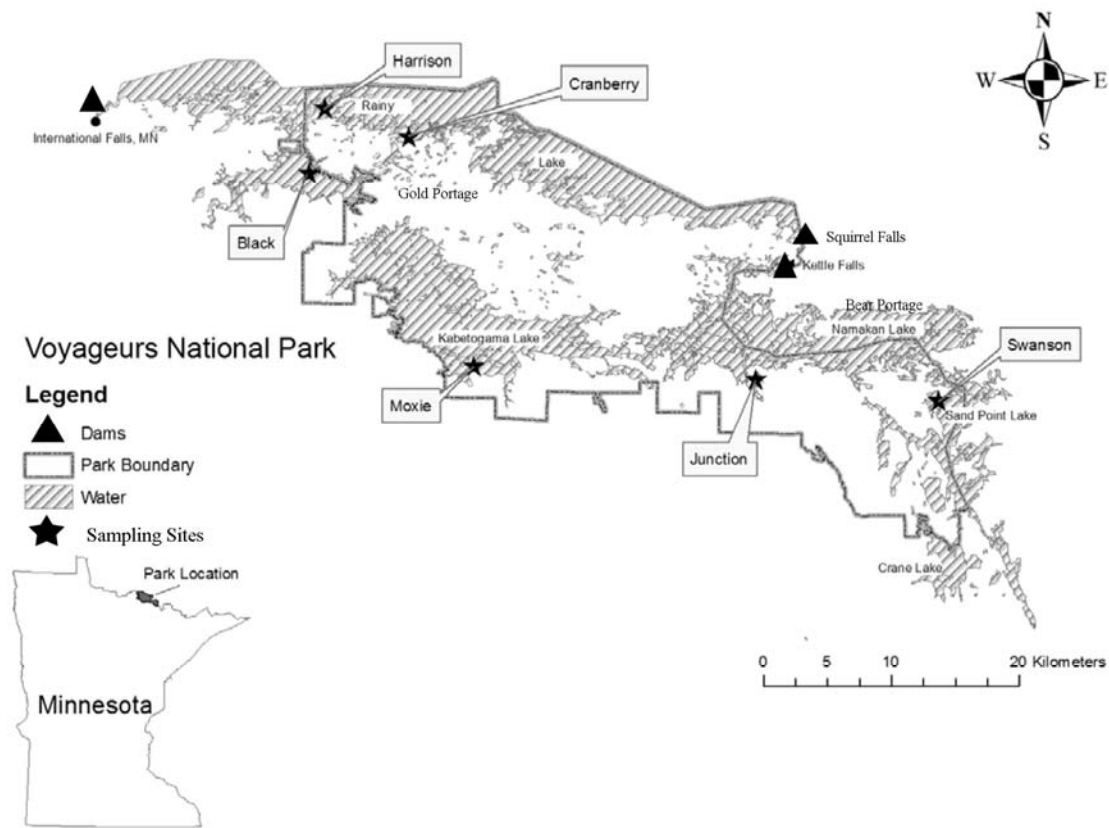 N
W E
S
Harrison
Cranberry
Rainy
International Falls, MN
Lake
Gold Portage
Black
Squirrel Falls
Kettle Falls
Bear Portage
Namakan Lake
Swanson
Kabetogama Lake
Moxie
Sand Point Lake
Junction
Crane Lake
Voyageurs National Park
Legend
Dams
Park Boundary
Water
Sampling Sites
Park Location
Minnesota
0 5 10 20 Kilometers